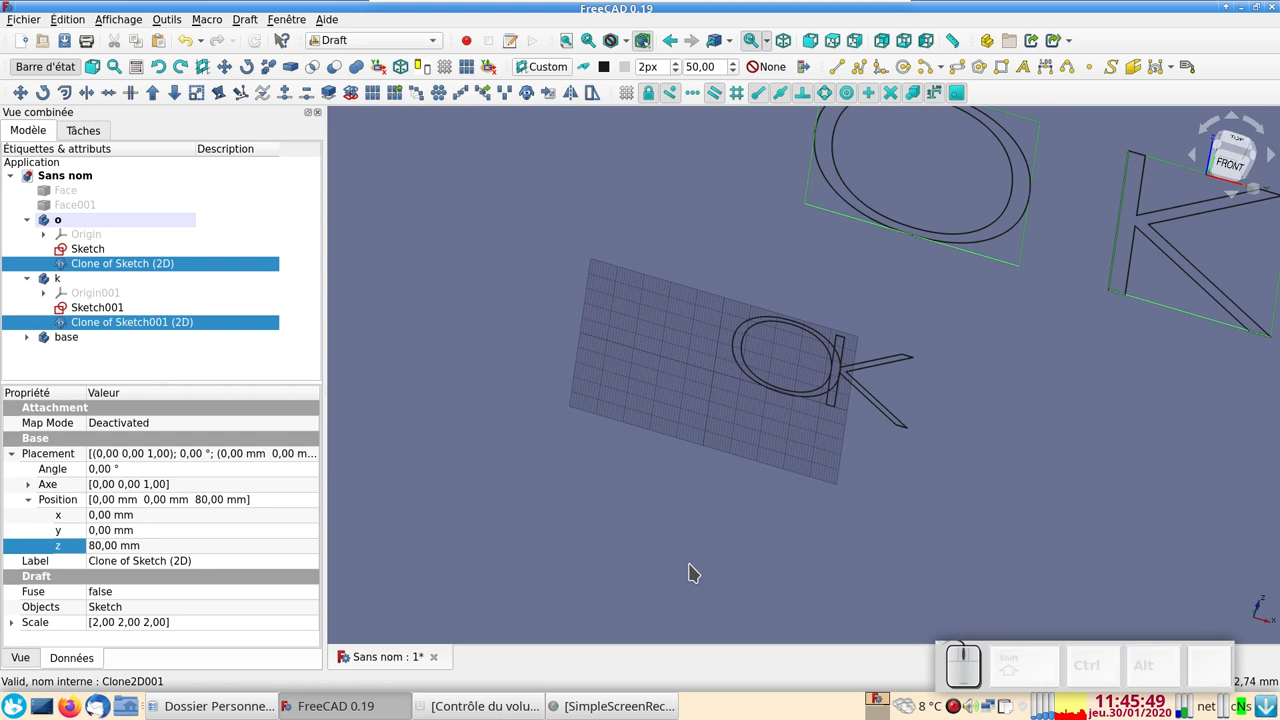 FreeCAD 0.19
Fichier Édition Affichage Outils Macro Draft Fenêtre Aide
Draft
Barre d'état Custom 2px 50,00 None
Vue combinée
Modèle Tâches
Étiquettes & attributs Description
Application
Sans nom
Face
Face001
o
Origin
Sketch
Clone of Sketch (2D)
k
Origin001
Sketch001
Clone of Sketch001 (2D)
base
TOP
FRONT
Propriété Valeur
Attachment
Map Mode Deactivated
Base
Placement [(0,00 0,00 1,00); 0,00 °; (0,00 mm 0,00 m...
Angle 0,00 °
Axe [0,00 0,00 1,00]
Position [0,00 mm 0,00 mm 80,00 mm]
x 0,00 mm
y 0,00 mm
z 80,00 mm
Label Clone of Sketch (2D)
Draft
Fuse false
Objects Sketch
Scale [2,00 2,00 2,00]
Vue Données
Sans nom : 1*
Shift Ctrl Alt
Valid, nom interne : Clone2D001
2,74 mm
Dossier Personne... FreeCAD 0.19 [Contrôle du volu... [SimpleScreenRec...
8 °C
11:45:49
jeu.30/01/2020
net